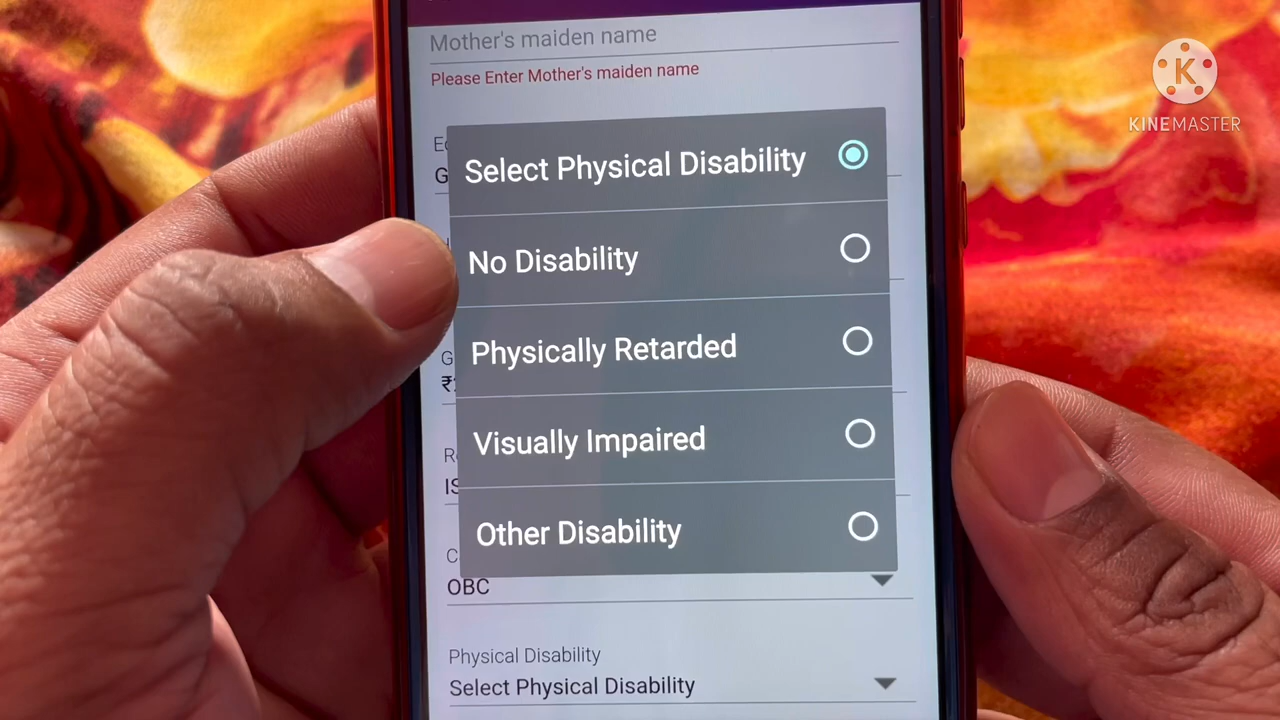 Mother's maiden name
Please Enter Mother's maiden name
Select Physical Disability
No Disability
Physically Retarded
Visually Impaired
Other Disability
OBC
Physical Disability
Select Physical Disability
K
KINEMASTER